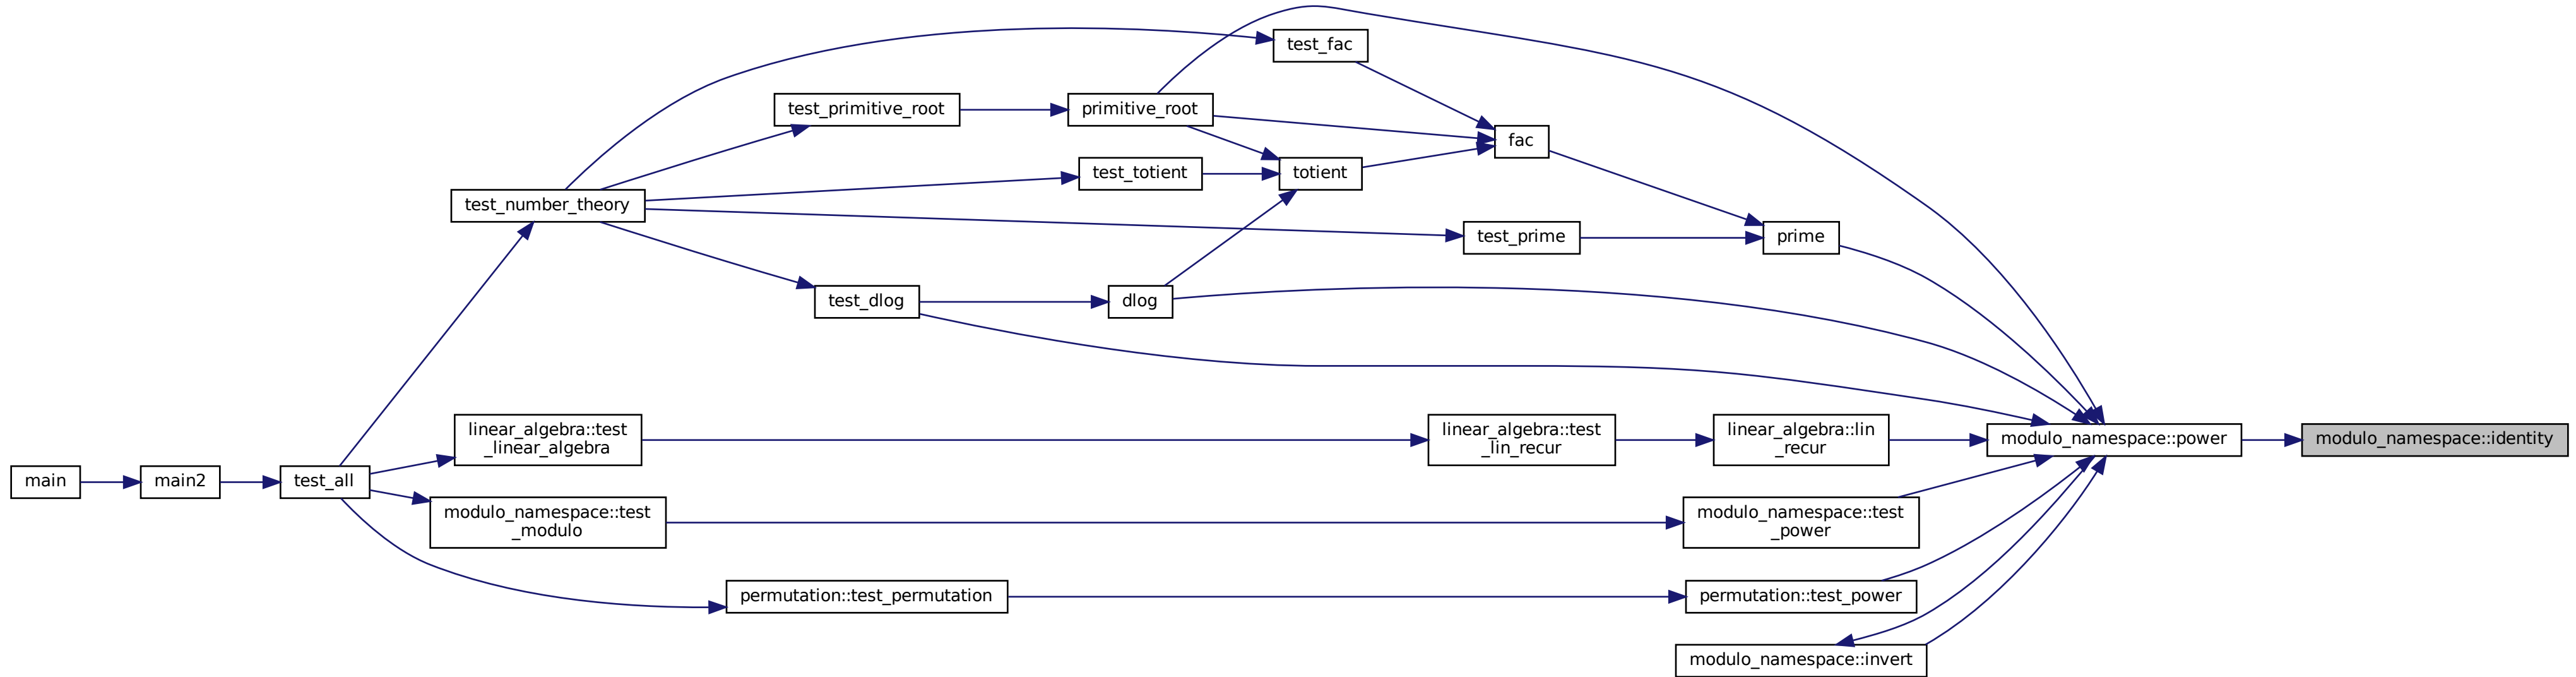 test_fac
test_primitive_root
primitive_root
fac
test_totient
totient
test_number_theory
test_prime
prime
test_dlog
dlog
linear_algebra::test
_linear_algebra
linear_algebra::test
_lin_recur
linear_algebra::lin
_recur
modulo_namespace::power
modulo_namespace::identity
main
main2
test_all
modulo_namespace::test
_modulo
modulo_namespace::test
_power
permutation::test_permutation
permutation::test_power
modulo_namespace::invert